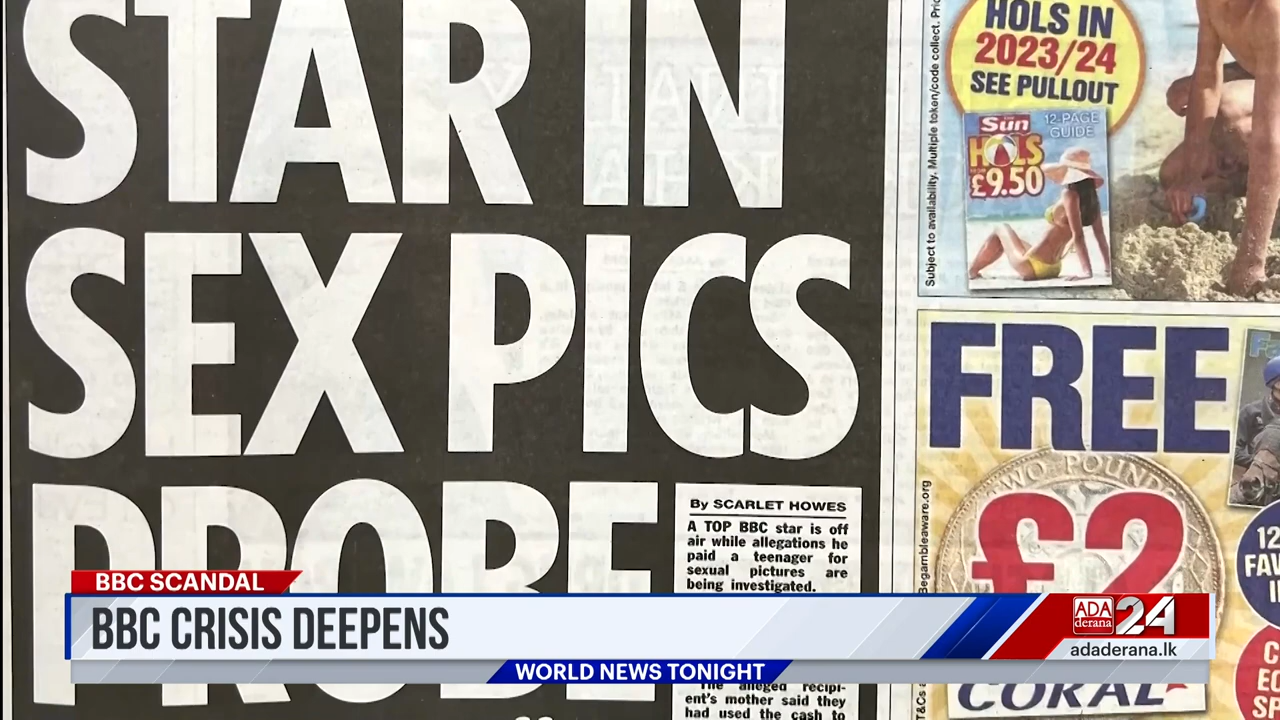 STAR IN
SEX PICS
PROBE
By SCARLET HOWES
A TOP BBC star is off
air while allegations he
paid a teenager for
sexual pictures are
being investigated.
The alleged recipi-
ent's mother said they
had used the cash to
Subject to availability. Multiple token/code collect.
HOLS IN
2023/24
SEE PULLOUT
Sun
12-PAGE
GUIDE
HOLS
£9.50
FREE
TWO POUNDS
£2
Begambleaware.org
T&Cs
12
FAV
CORAL
BBC SCANDAL
BBC CRISIS DEEPENS
WORLD NEWS TONIGHT
ADA
derana
24
adaderana.lk